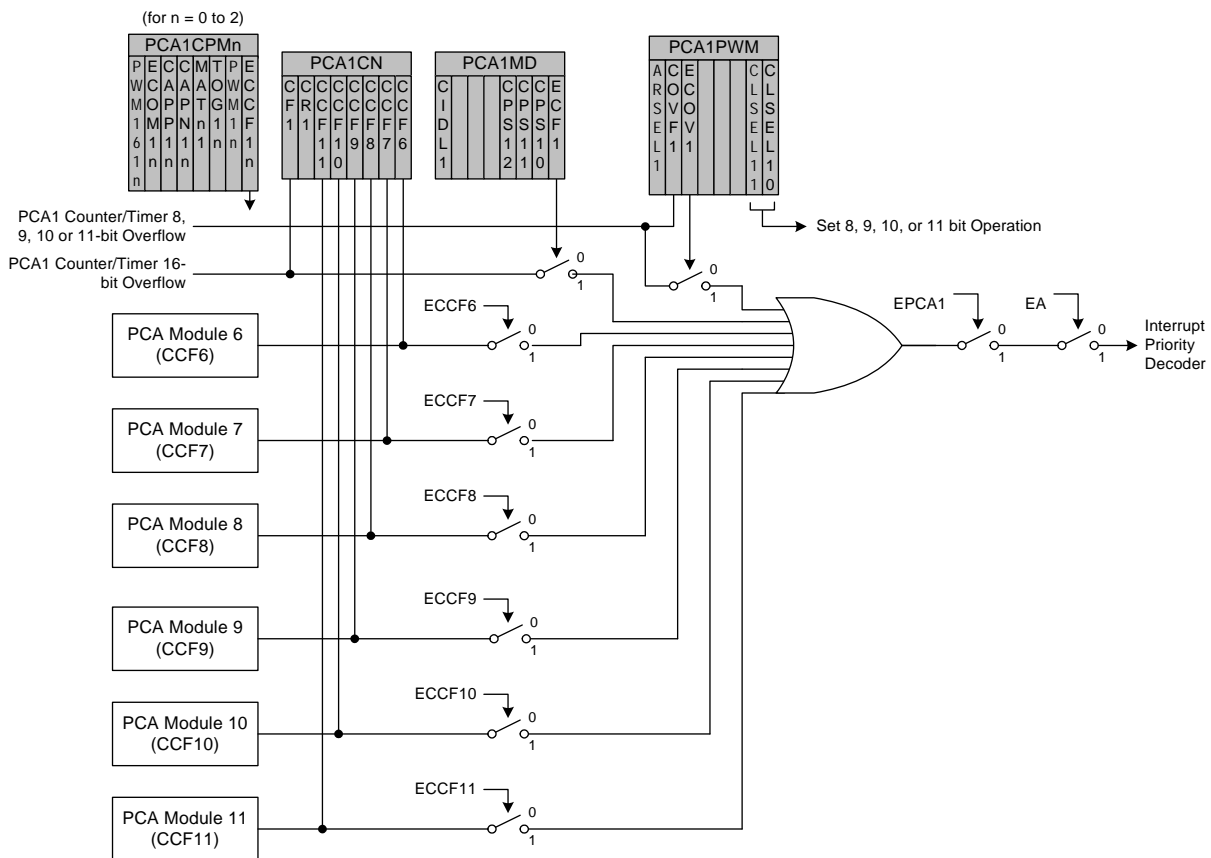 (for n = 0 to 2)
PCA1CPMn
PWM161n
ECOM1n
CAPP1n
CAPN1n
MATn1
TOG1n
PWM1n
ECCF1n
PCA1CN
CF1
CR1
CCF11
CCF10
CCF9
CCF8
CCF7
CCF6
PCA1MD
CIDL1
CPS12
CPS11
CPS10
ECF1
PCA1PWM
ARSEL1
COVF1
ECOV1
CLSEL11
CLSEL10
PCA1 Counter/Timer 8,
9, 10 or 11-bit Overflow
Set 8, 9, 10, or 11 bit Operation
PCA1 Counter/Timer 16-
bit Overflow
0
1
0
1
PCA Module 6
(CCF6)
ECCF6
0
1
EPCA1
0
1
EA
0
1
Interrupt
Priority
Decoder
PCA Module 7
(CCF7)
ECCF7
0
1
PCA Module 8
(CCF8)
ECCF8
0
1
PCA Module 9
(CCF9)
ECCF9
0
1
PCA Module 10
(CCF10)
ECCF10
0
1
PCA Module 11
(CCF11)
ECCF11
0
1